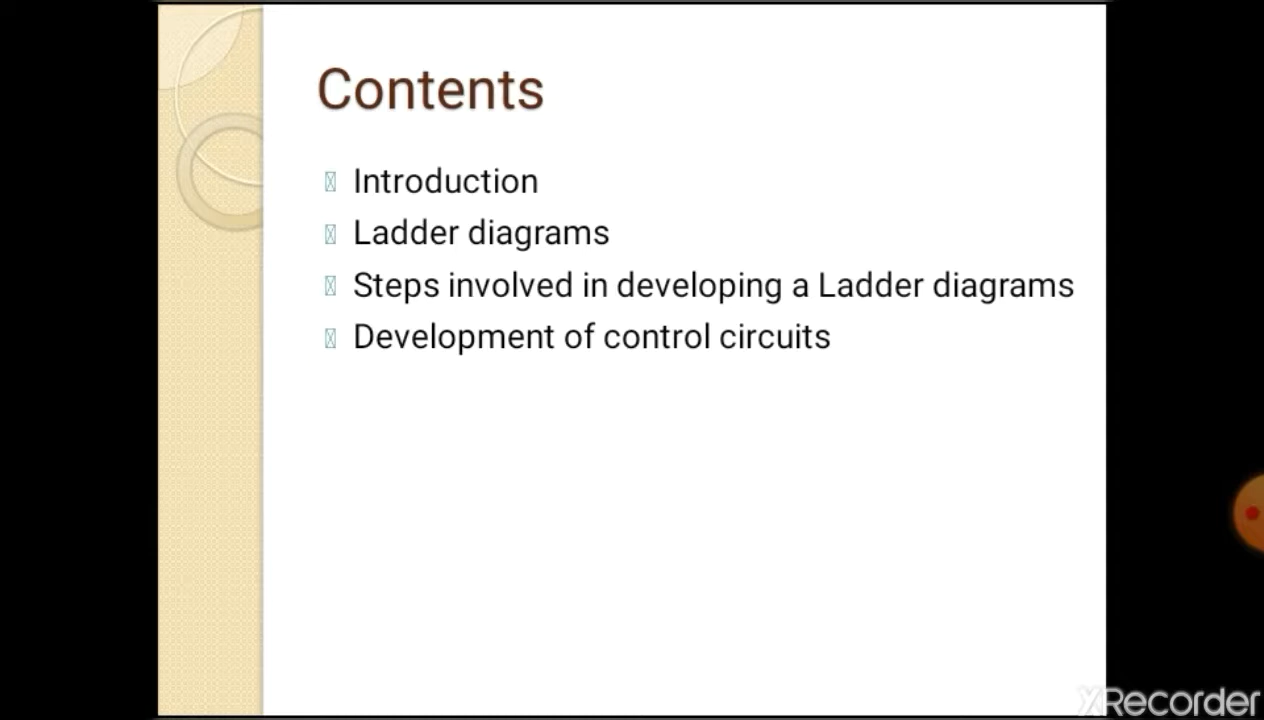 Contents
Introduction
Ladder diagrams
Steps involved in developing a Ladder diagrams
Development of control circuits
XRecorder